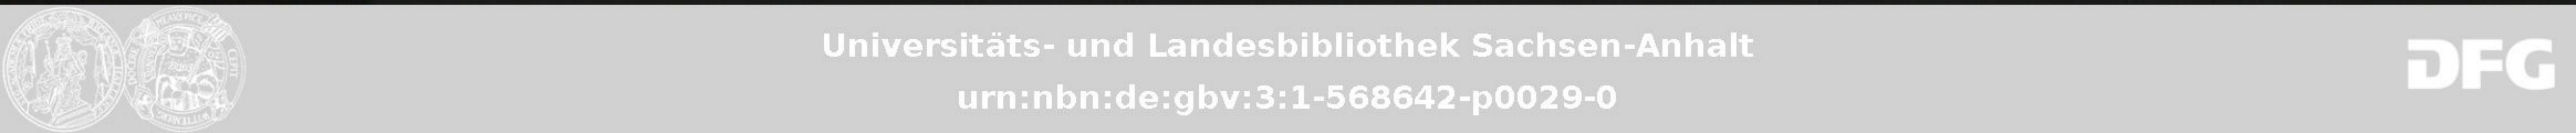 Universitäts- und Landesbibliothek Sachsen-Anhalt
urn:nbn:de:gbv:3:1-568642-p0029-0
DFG